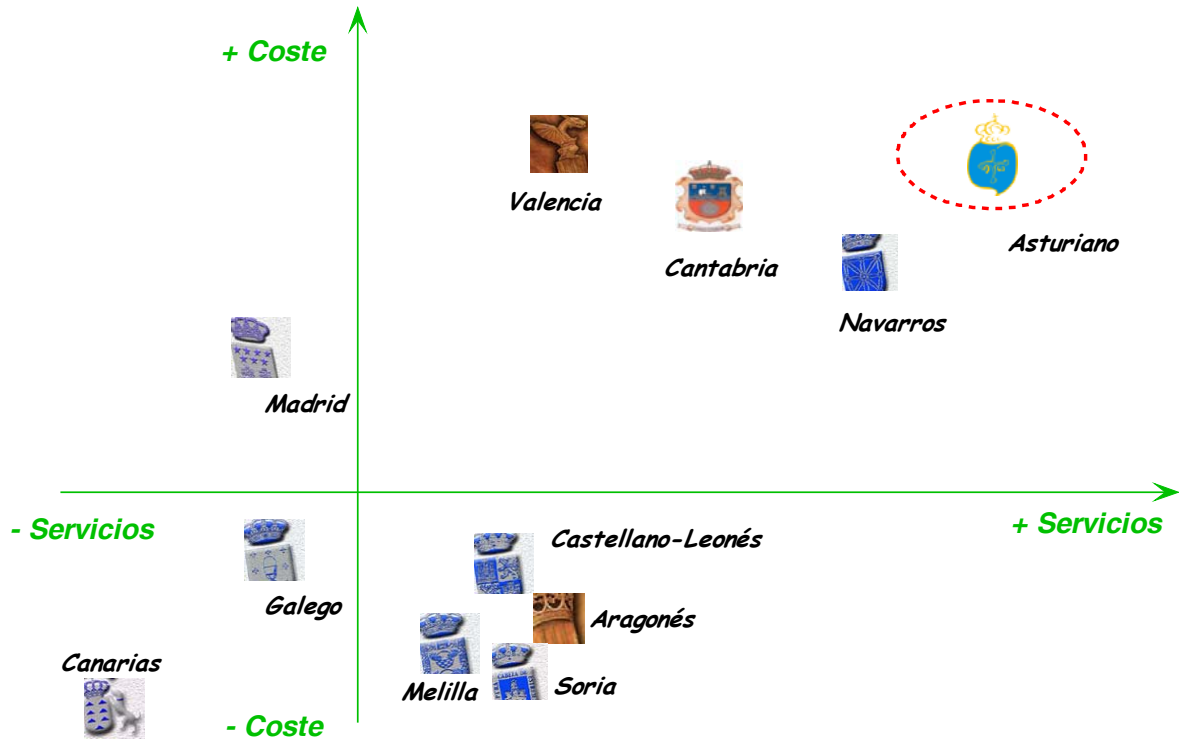 + Coste
Valencia
Asturiano
Cantabria
Navarros
Madrid
- Servicios
+ Servicios
Castellano-Leonés
Galego
Aragonés
Canarias
Melilla
Soria
- Coste